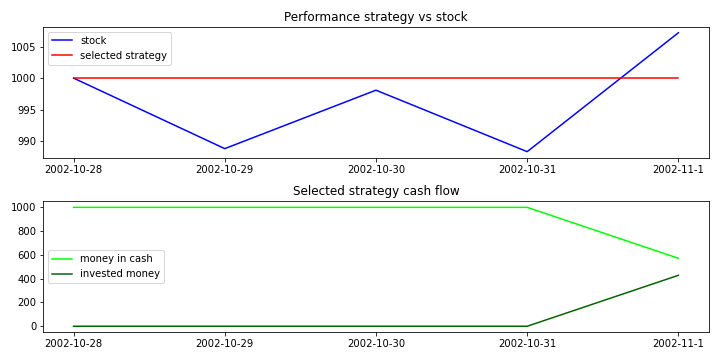 Performance strategy vs stock
stock
selected strategy
1005
1000
995
990
2002-10-28 2002-10-29 2002-10-30 2002-10-31 2002-11-1
Selected strategy cash flow
1000
800
money in cash
invested money
600
400
200
0
2002-10-28 2002-10-29 2002-10-30 2002-10-31 2002-11-1